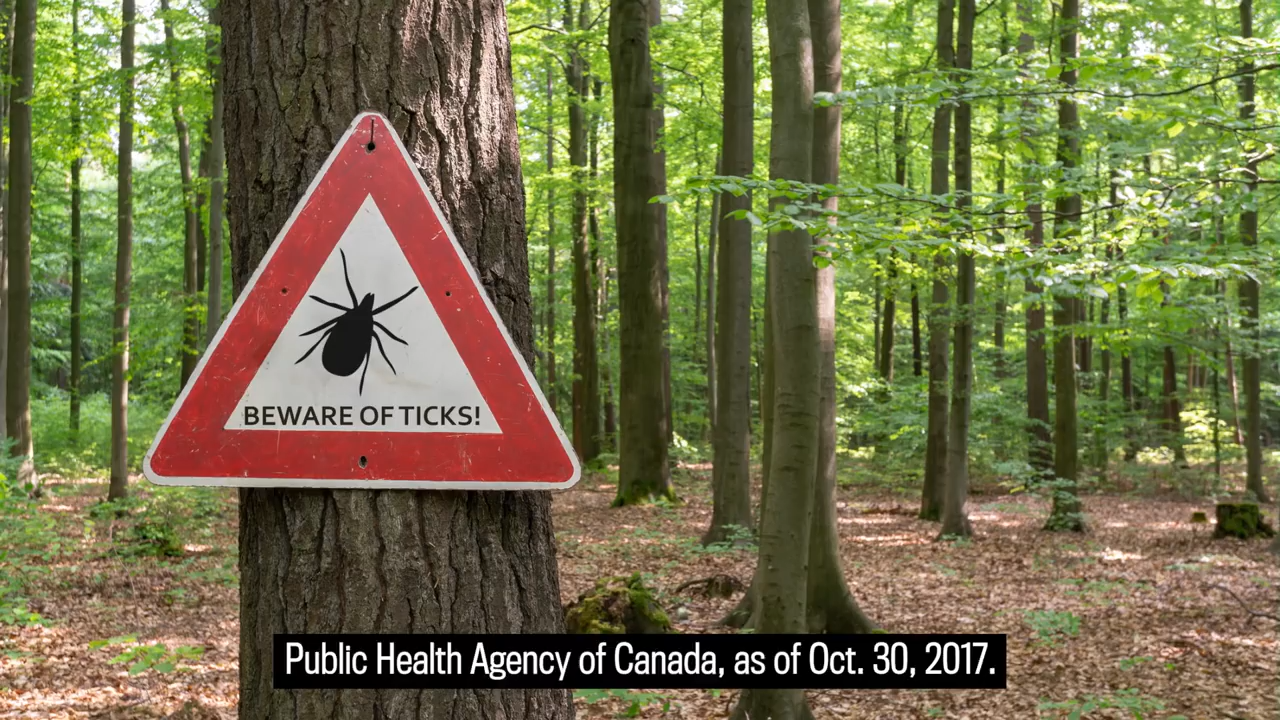 BEWARE OF TICKS!
Public Health Agency of Canada, as of Oct. 30, 2017.